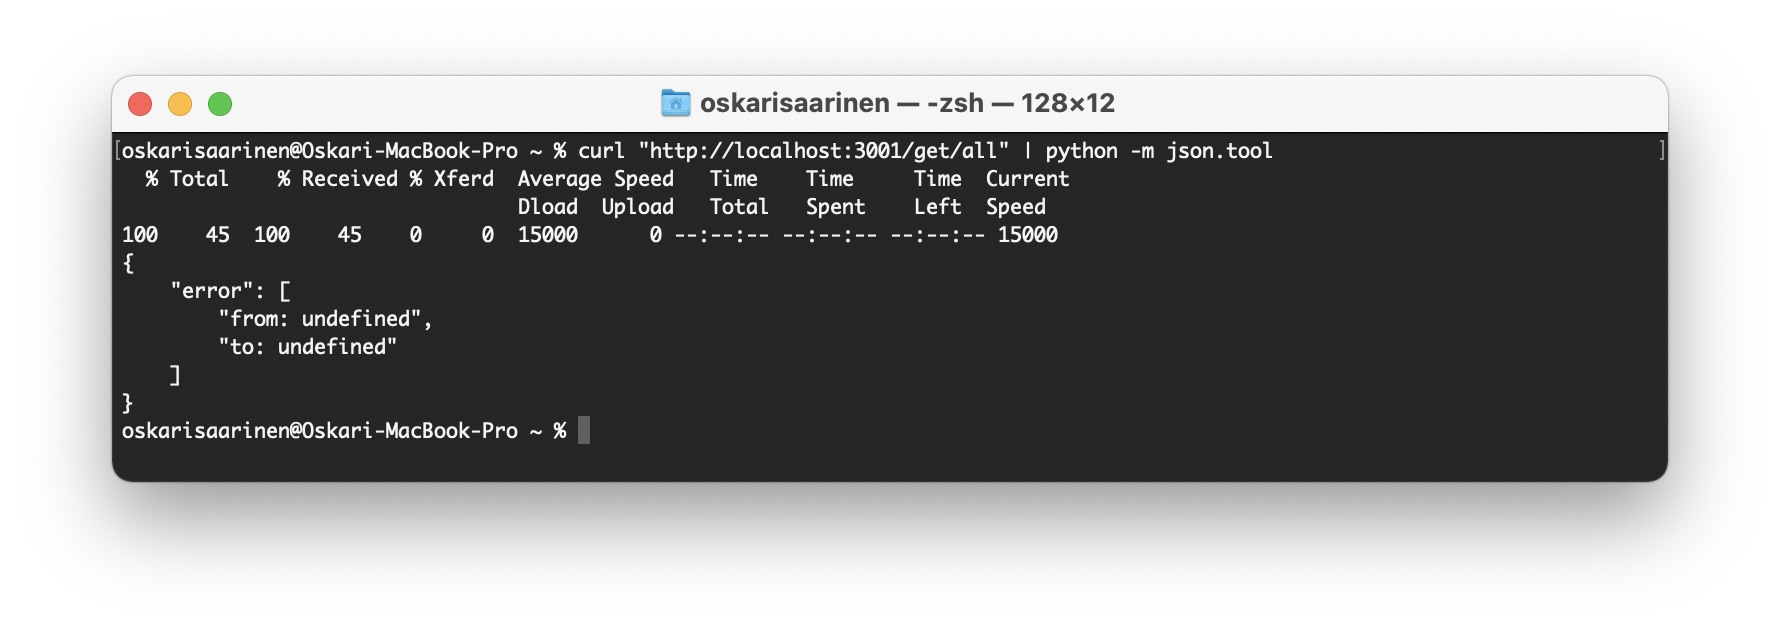 oskarisaarinen — -zsh — 128×12
[oskarisaarinen@Oskari-MacBook-Pro ~ % curl "http://localhost:3001/get/all" | python -m json.tool ]
  % Total    % Received % Xferd  Average Speed   Time    Time     Time  Current
                                 Dload  Upload   Total   Spent    Left  Speed
100    45  100    45    0     0  15000      0 --:--:-- --:--:-- --:--:-- 15000
{
    "error": [
        "from: undefined",
        "to: undefined"
    ]
}
oskarisaarinen@Oskari-MacBook-Pro ~ %